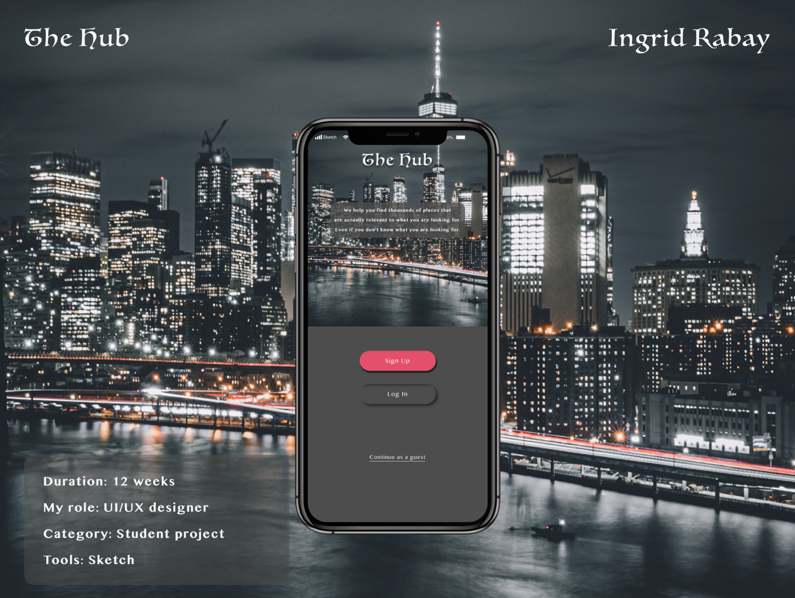 The Hub
Ingrid Rabay
Sketch
The Hub
We help you find thousands of places that
are actually relevant to what you are looking for.
Even if you don't know what you are looking for.
Sign Up
Log In
Continue as a guest
Duration: 12 weeks
My role: UI/UX designer
Category: Student project
Tools: Sketch